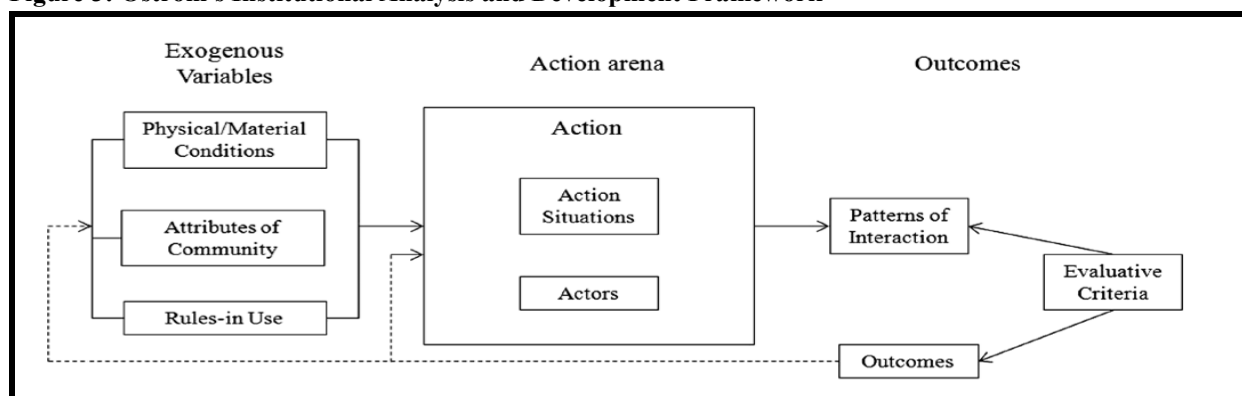 Figure 3: Ostrom's Institutional Analysis and Development Framework
Exogenous
Variables
Action arena
Outcomes
Physical/Material
Conditions
Attributes of
Community
Rules-in Use
Action
Action
Situations
Actors
Patterns of
Interaction
Evaluative
Criteria
Outcomes